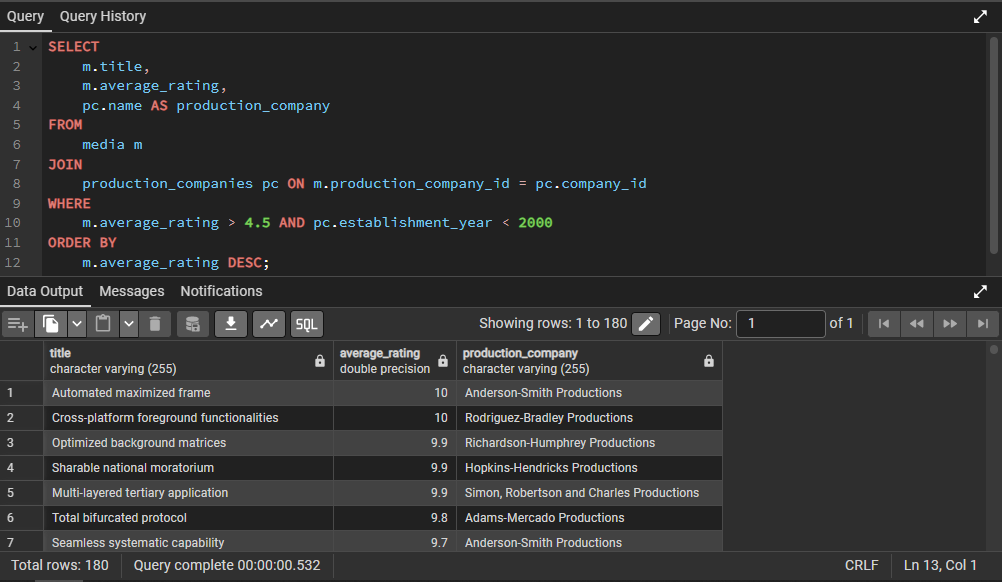 Query Query History
1 SELECT
2 m.title,
3 m.average_rating,
4 pc.name AS production_company
5 FROM
6 media m
7 JOIN
8 production_companies pc ON m.production_company_id = pc.company_id
9 WHERE
10 m.average_rating > 4.5 AND pc.establishment_year < 2000
11 ORDER BY
12 m.average_rating DESC;
Data Output Messages Notifications
SQL Showing rows: 1 to 180 Page No: 1 of 1
title average_rating production_company
character varying (255) double precision character varying (255)
1 Automated maximized frame 10 Anderson-Smith Productions
2 Cross-platform foreground functionalities 10 Rodriguez-Bradley Productions
3 Optimized background matrices 9.9 Richardson-Humphrey Productions
4 Sharable national moratorium 9.9 Hopkins-Hendricks Productions
5 Multi-layered tertiary application 9.9 Simon, Robertson and Charles Productions
6 Total bifurcated protocol 9.8 Adams-Mercado Productions
7 Seamless systematic capability 9.7 Anderson-Smith Productions
Total rows: 180 Query complete 00:00:00.532 CRLF Ln 13, Col 1